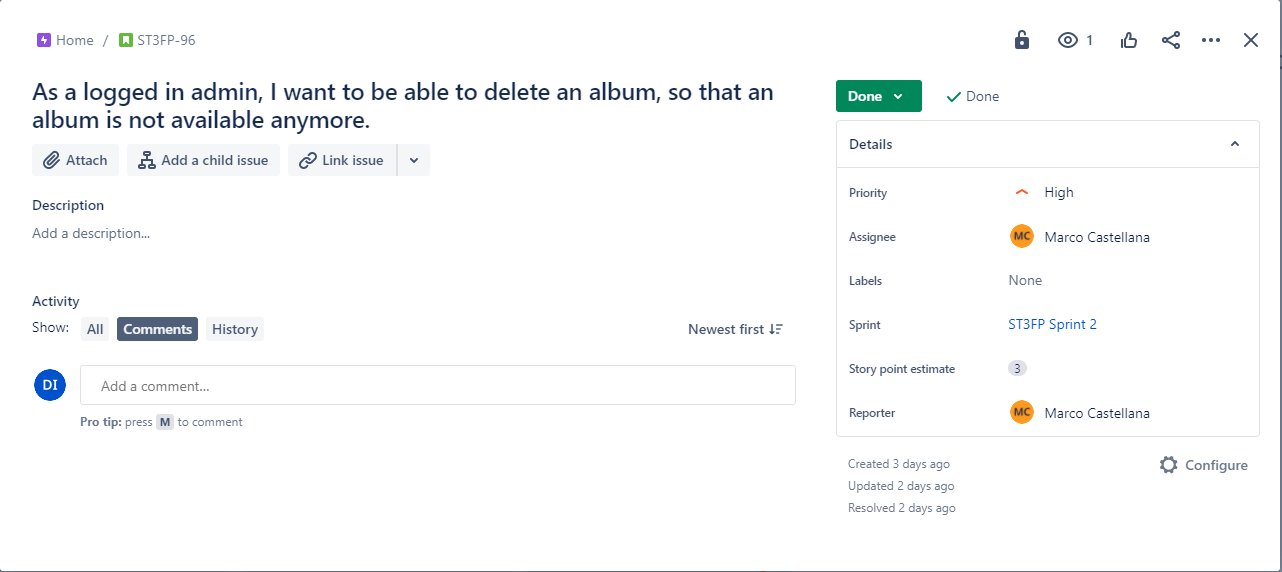 Home / ST3FP-96
1
As a logged in admin, I want to be able to delete an album, so that an
album is not available anymore.
Attach
Add a child issue
Link issue
Description
Add a description...
Activity
Show: All Comments History
Newest first
DI
Add a comment...
Pro tip: press M to comment
Done
Done
Details
Priority High
Assignee MC Marco Castellana
Labels None
Sprint ST3FP Sprint 2
Story point estimate 3
Reporter MC Marco Castellana
Created 3 days ago
Configure
Updated 2 days ago
Resolved 2 days ago